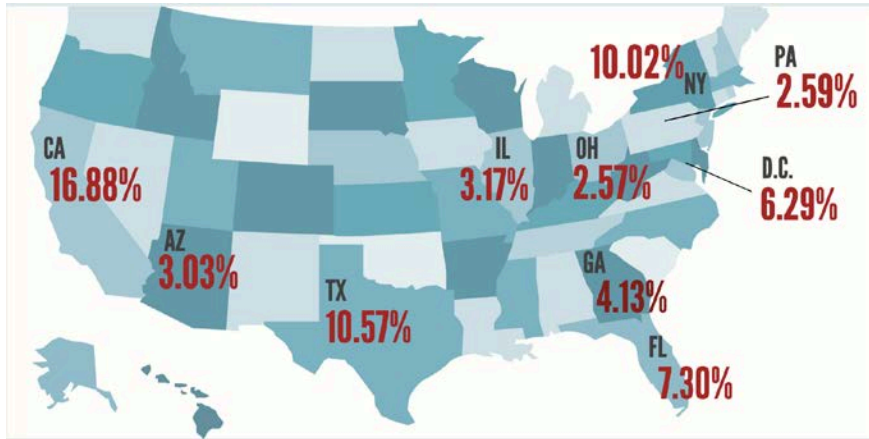 PA
10.02%
NY
2.59%
CA
16.88%
IL
3.17%
OH
2.57%
D.C.
6.29%
AZ
3.03%
TX
10.57%
GA
4.13%
FL
7.30%